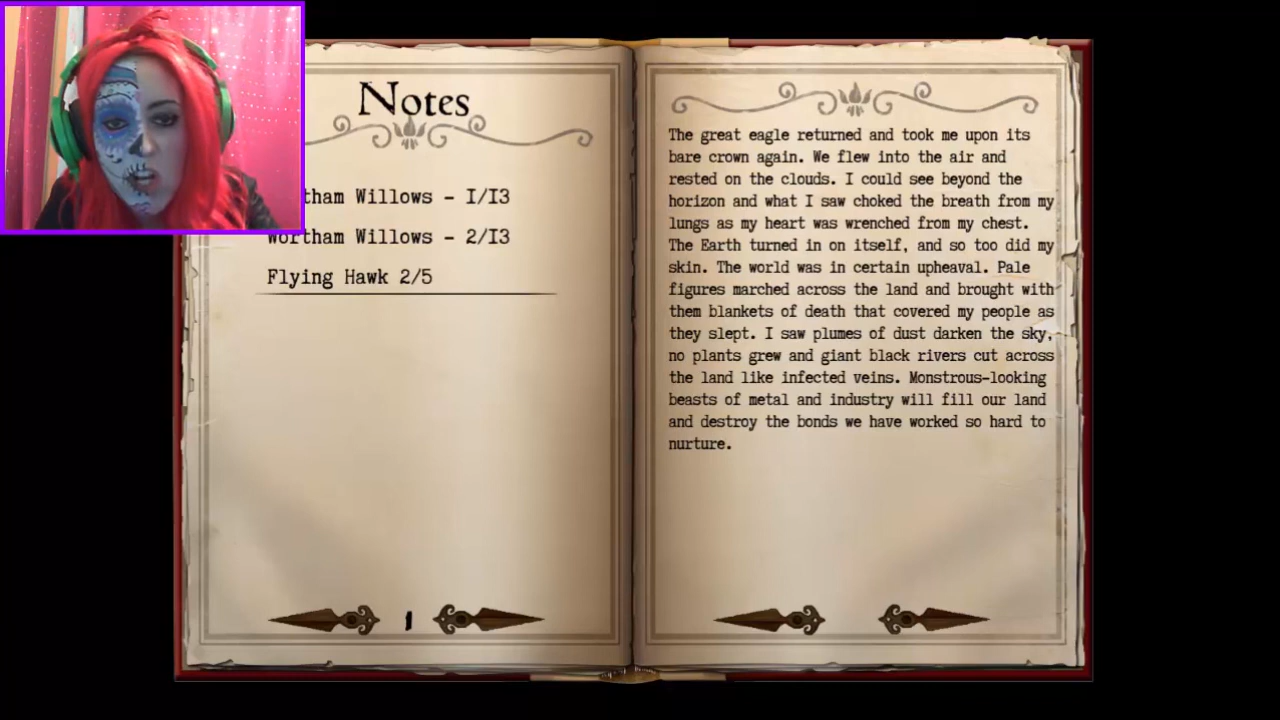 Notes
tham Willows - 1/13
Wortham Willows - 2/13
Flying Hawk 2/5
1
The great eagle returned and took me upon its
bare crown again. We flew into the air and
rested on the clouds. I could see beyond the
horizon and what I saw choked the breath from my
lungs as my heart was wrenched from my chest.
The Earth turned in on itself, and so too did my
skin. The world was in certain upheaval. Pale
figures marched across the land and brought with
them blankets of death that covered my people as
they slept. I saw plumes of dust darken the sky,
no plants grew and giant black rivers cut across
the land like infected veins. Monstrous-looking
beasts of metal and industry will fill our land
and destroy the bonds we have worked so hard to
nurture.